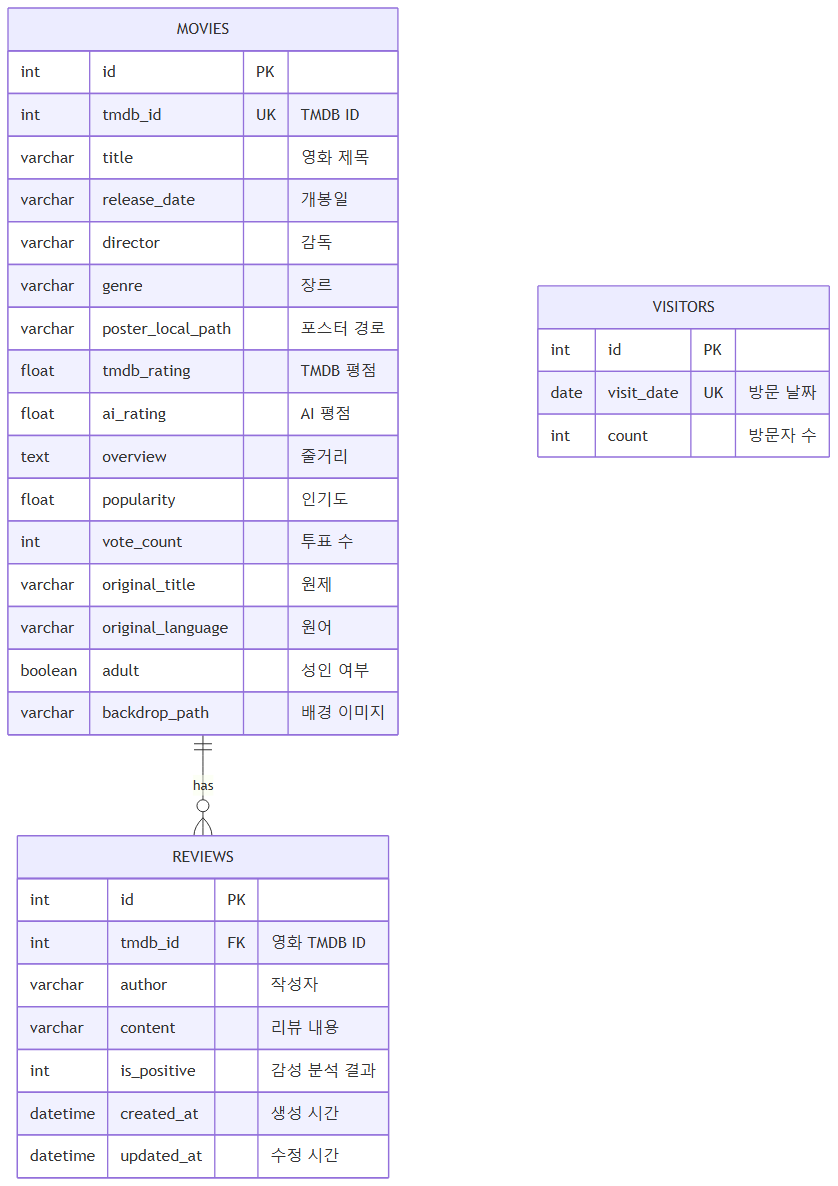 MOVIES
int id PK
int tmdb_id UK TMDB ID
varchar title 영화 제목
varchar release_date 개봉일
varchar director 감독
varchar genre 장르
varchar poster_local_path 포스터 경로
float tmdb_rating TMDB 평점
float ai_rating AI 평점
text overview 줄거리
float popularity 인기도
int vote_count 투표 수
varchar original_title 원제
varchar original_language 원어
boolean adult 성인 여부
varchar backdrop_path 배경 이미지
has
REVIEWS
int id PK
int tmdb_id FK 영화 TMDB ID
varchar author 작성자
varchar content 리뷰 내용
int is_positive 감성 분석 결과
datetime created_at 생성 시간
datetime updated_at 수정 시간
VISITORS
int id PK
date visit_date UK 방문 날짜
int count 방문자 수